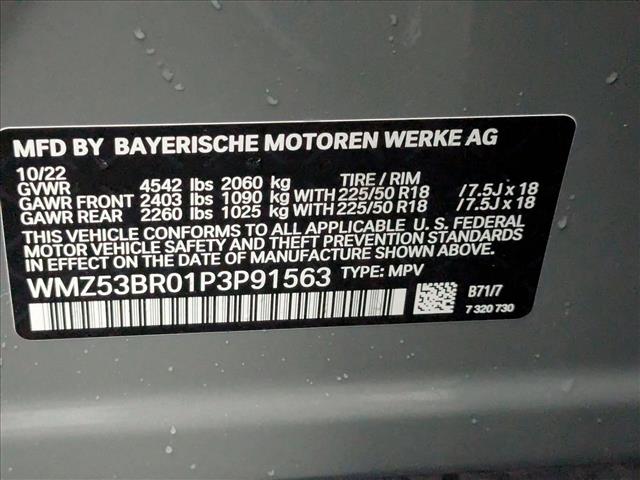 MFD BY BAYERISCHE MOTOREN WERKE AG
10/22 TIRE / RIM
GVWR 4542 lbs 2060 kg
GAWR FRONT 2403 lbs 1090 kg WITH 225/50 R18 /7.5J x 18
GAWR REAR 2260 lbs 1025 kg WITH 225/50 R18 /7.5J x 18
THIS VEHICLE CONFORMS TO ALL APPLICABLE U. S. FEDERAL
MOTOR VEHICLE SAFETY AND THEFT PREVENTION STANDARDS
IN EFFECT ON THE DATE OF MANUFACTURE SHOWN ABOVE.
WMZ53BR01P3P91563 TYPE: MPV
B71/7
7 320 730